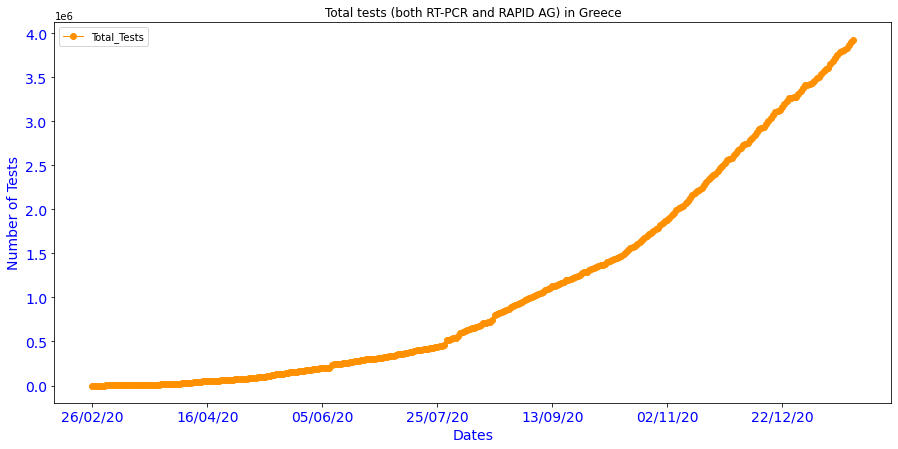 Total tests (both RT-PCR and RAPID AG) in Greece
1e6
Total_Tests
4.0
3.5
3.0
2.5
2.0
1.5
1.0
0.5
0.0
Number of Tests
26/02/20 16/04/20 05/06/20 25/07/20 13/09/20 02/11/20 22/12/20
Dates